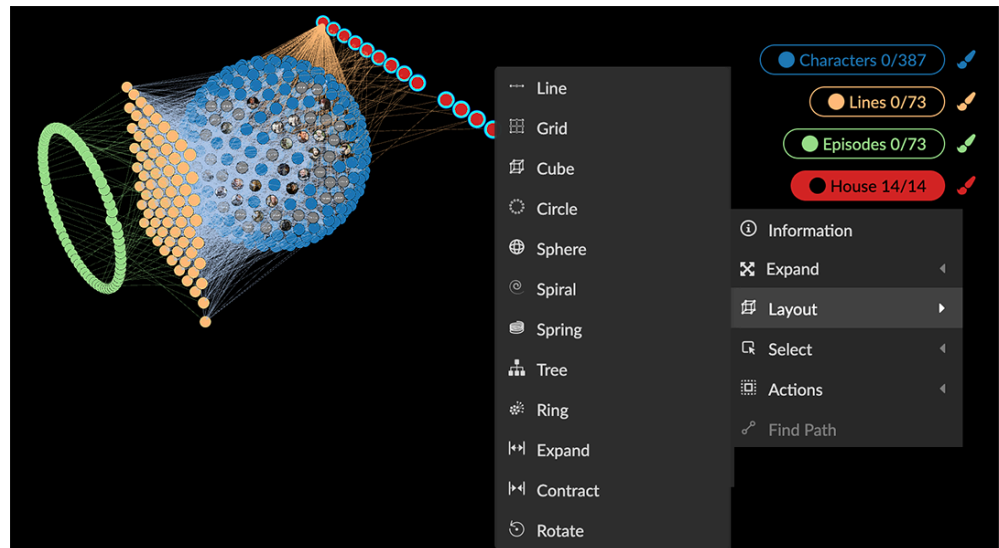 Characters 0/387
Lines 0/73
Episodes 0/73
House 14/14
Information
Expand
Layout
Select
Actions
Find Path
Line
Grid
Cube
Circle
Sphere
Spiral
Spring
Tree
Ring
Expand
Contract
Rotate